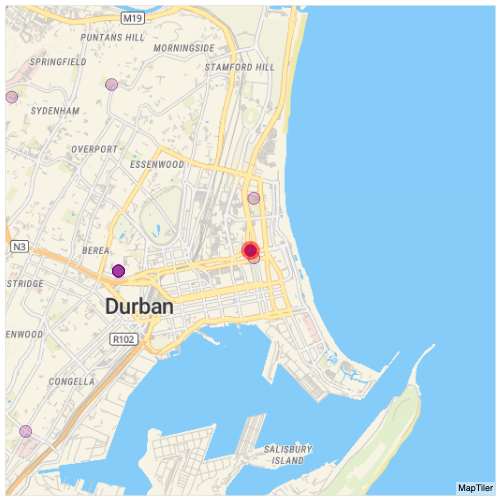 M19
PUNTANS HILL
MORNINGSIDE
SPRINGFIELD
STAMFORD HILL
SYDENHAM
OVERPORT
ESSENWOOD
N3
BEREA
ESTRIDGE
Durban
ENWOOD
R102
CONGELLA
SALISBURY
ISLAND
MapTiler